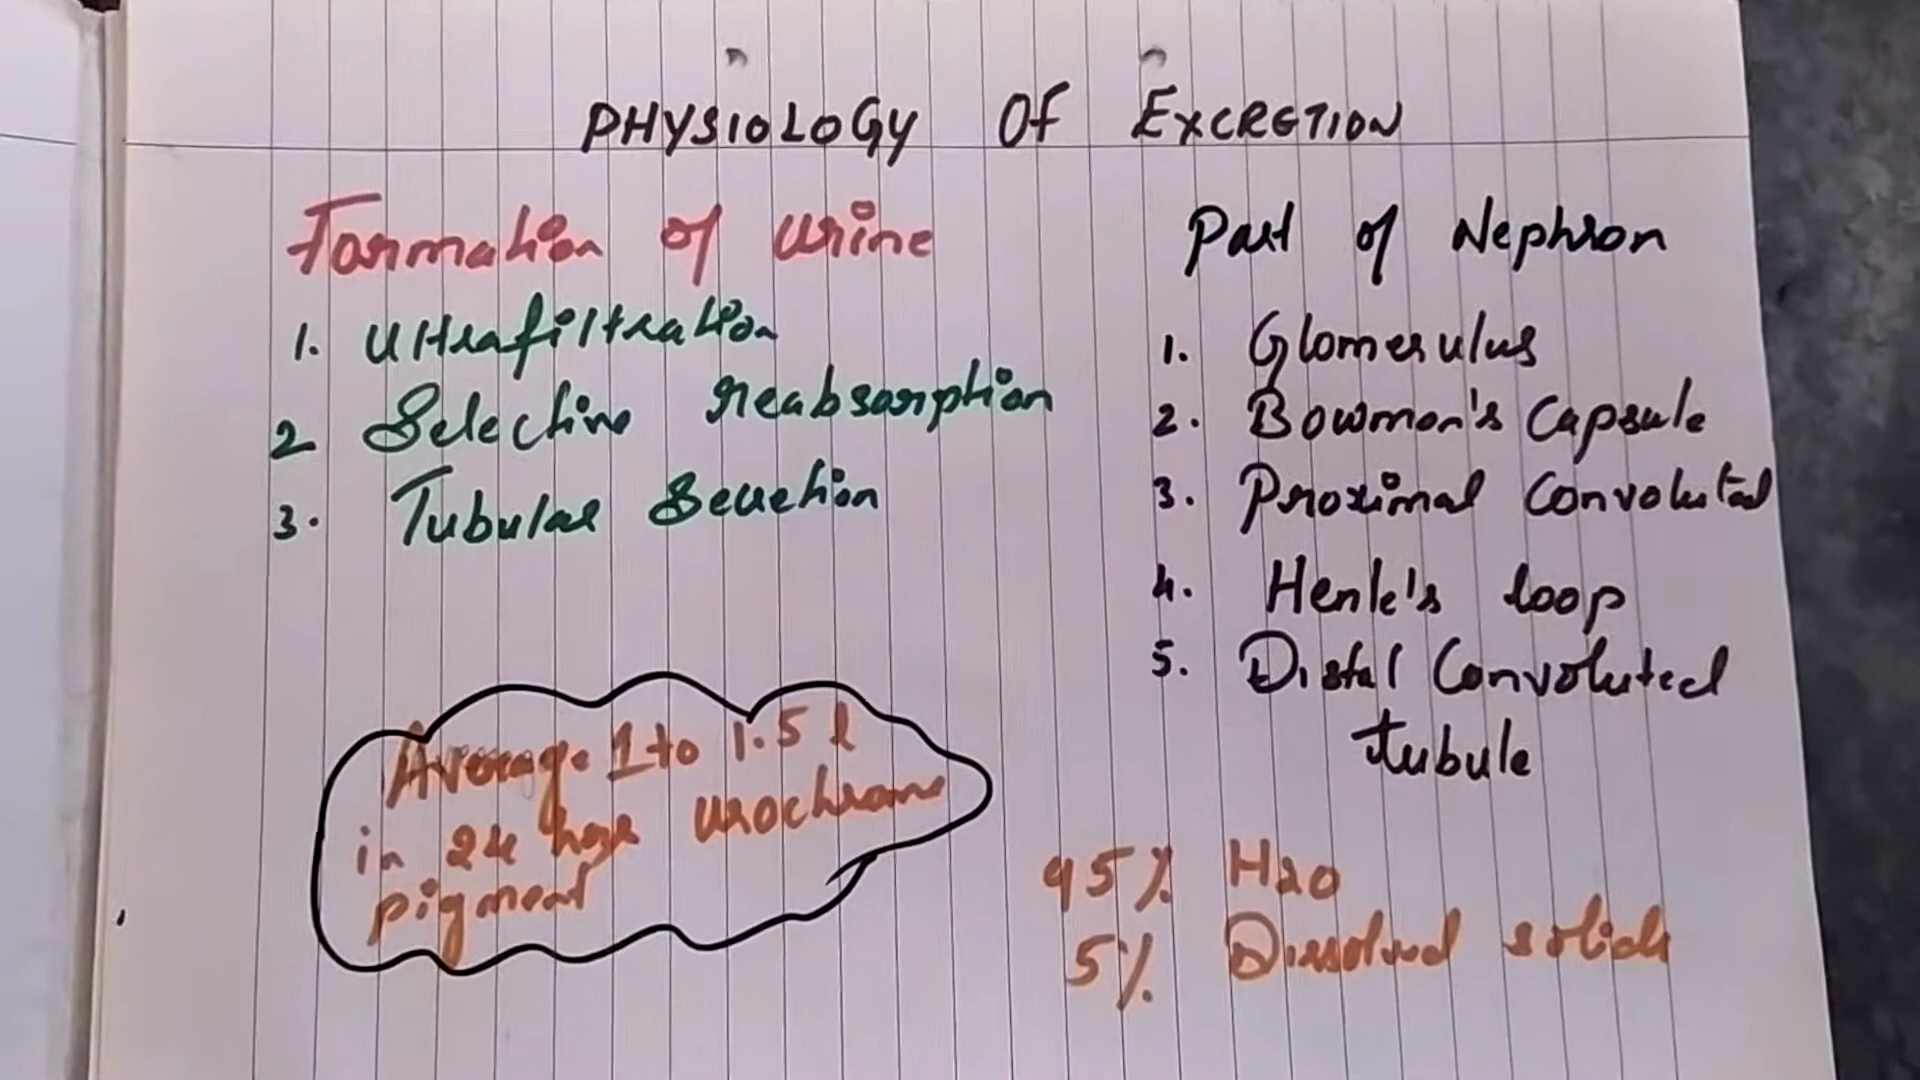 PHYSIOLOGY OF EXCRETION
Formation of urine
1. Ultrafiltration
2 Selective reabsorption
3. Tubular Secretion
Part of Nephron
1. Glomerulus
2. Bowman's Capsule
3. Proximal Convoluted
4. Henle's loop
5. Distal Convoluted
tubule
Average 1 to 1.5 l
in 24 hrs urochrome
pigment
95% H2O
5% Dissolved solids